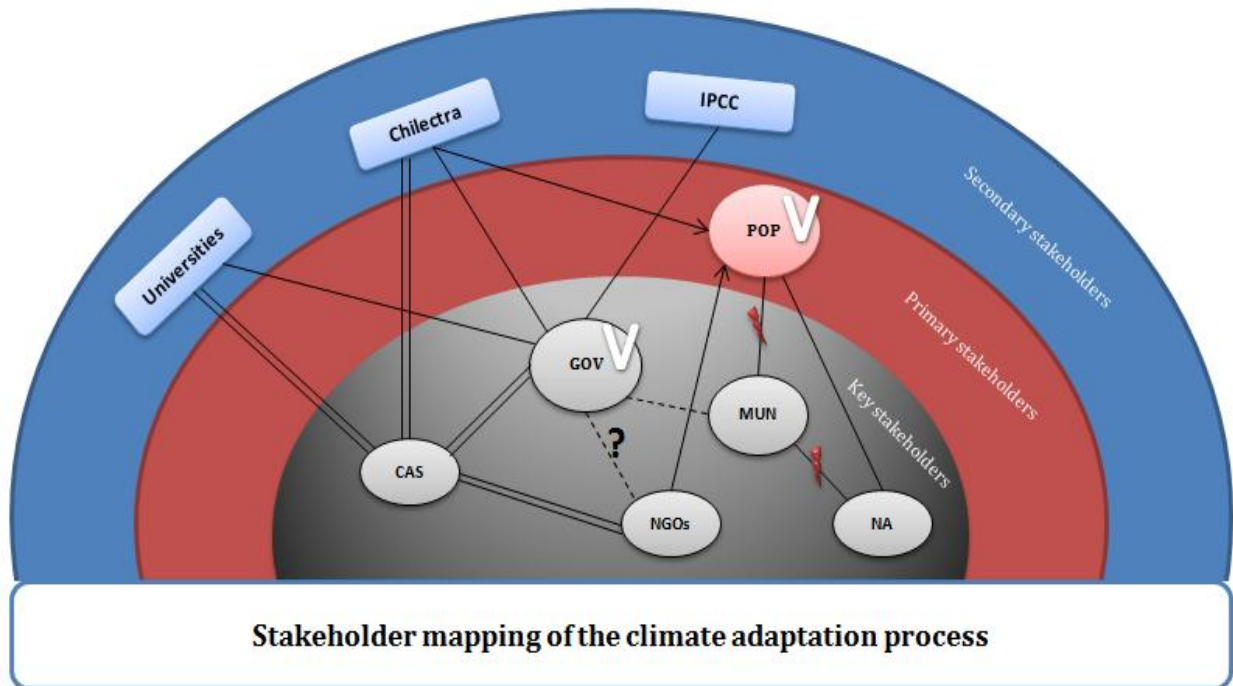 IPCC
Chilectra
Universities
Secondary stakeholders
POP
V
Primary stakeholders
GOV
V
Key stakeholders
MUN
?
CAS
NGOs
NA
Stakeholder mapping of the climate adaptation process